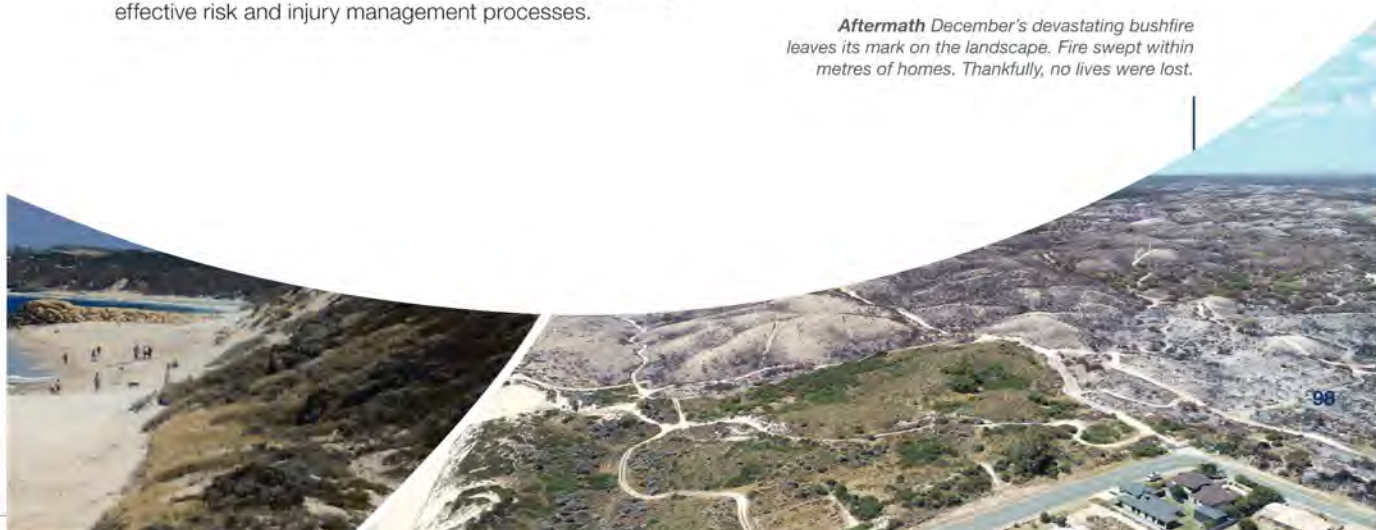 effective risk and injury management processes.
Aftermath December's devastating bushfire
leaves its mark on the landscape. Fire swept within
metres of homes. Thankfully, no lives were lost.
98